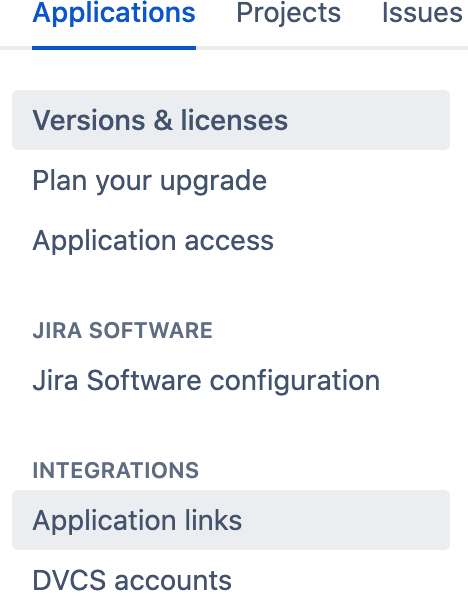 Applications Projects Issues
Versions & licenses
Plan your upgrade
Application access
JIRA SOFTWARE
Jira Software configuration
INTEGRATIONS
Application links
DVCS accounts